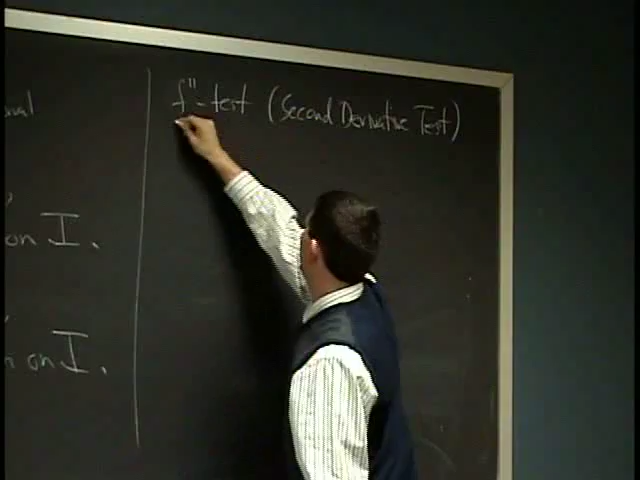 f"-test (Second Derivative Test)
on I.
on I.